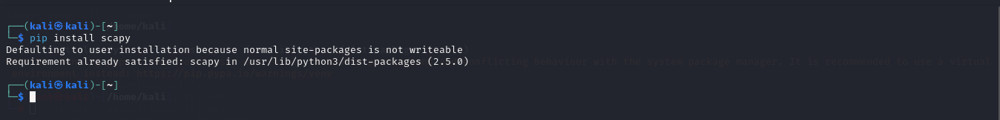 ┌──(kali㉿kali)-[~]
└─$ pip install scapy
Defaulting to user installation because normal site-packages is not writeable
Requirement already satisfied: scapy in /usr/lib/python3/dist-packages (2.5.0)
┌──(kali㉿kali)-[~]
└─$